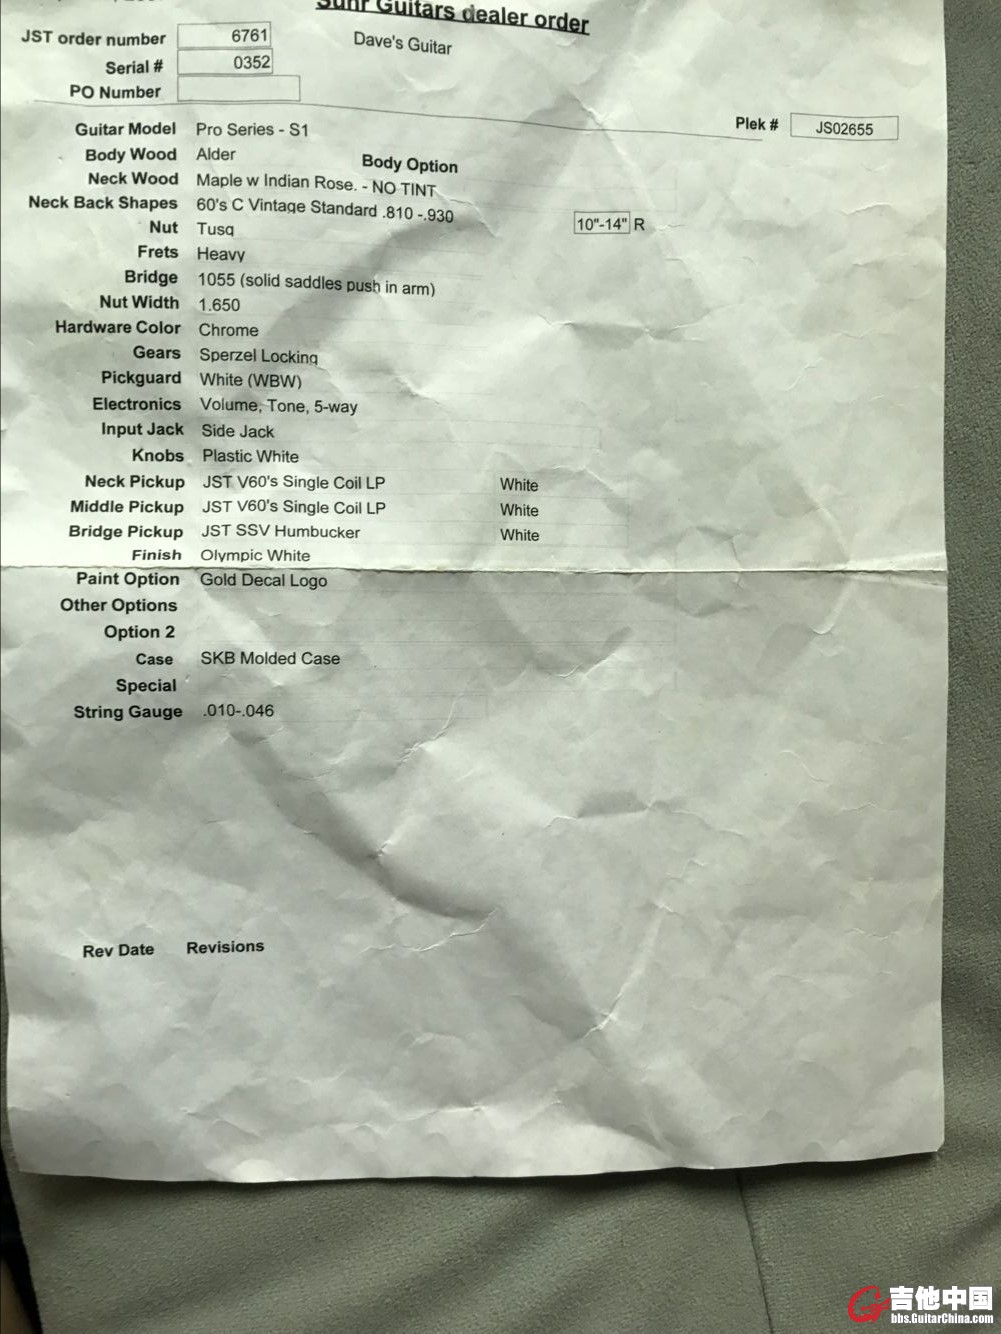 Suhr Guitars dealer order
JST order number 6761
Dave's Guitar
Serial # 0352
PO Number
Plek # JS02655
Guitar Model Pro Series - S1
Body Wood Alder
Body Option
Neck Wood Maple w Indian Rose. - NO TINT
Neck Back Shapes 60's C Vintage Standard .810 -.930 10"-14" R
Nut Tusq
Frets Heavy
Bridge 1055 (solid saddles push in arm)
Nut Width 1.650
Hardware Color Chrome
Gears Sperzel Locking
Pickguard White (WBW)
Electronics Volume, Tone, 5-way
Input Jack Side Jack
Knobs Plastic White
Neck Pickup JST V60's Single Coil LP White
Middle Pickup JST V60's Single Coil LP White
Bridge Pickup JST SSV Humbucker White
Finish Olympic White
Paint Option Gold Decal Logo
Other Options
Option 2
Case SKB Molded Case
Special
String Gauge .010-.046
Rev Date Revisions
吉他中国
bbs.GuitarChina.com